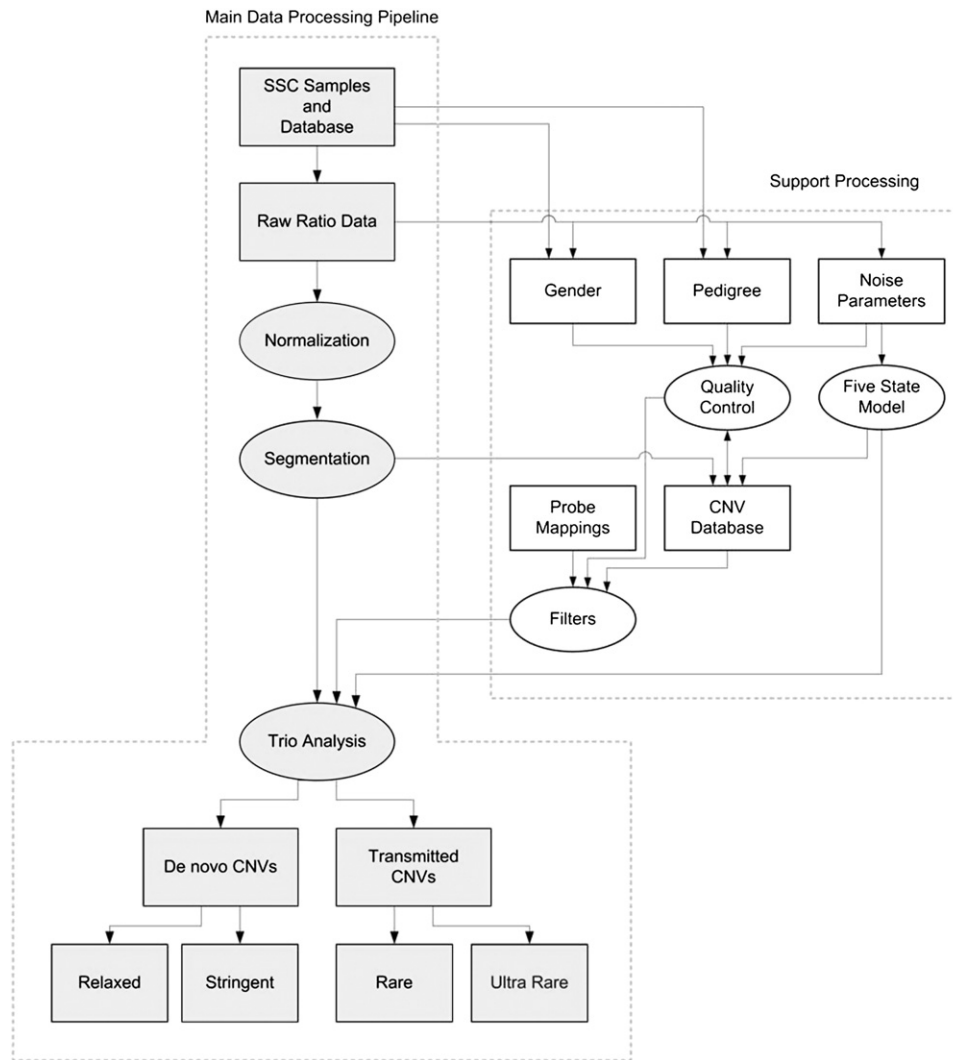 Main Data Processing Pipeline
SSC Samples
and
Database
Support Processing
Raw Ratio Data
Gender
Pedigree
Noise
Parameters
Normalization
Quality
Control
Five State
Model
Segmentation
Probe
Mappings
CNV
Database
Filters
Trio Analysis
De novo CNVs
Transmitted
CNVs
Relaxed
Stringent
Rare
Ultra Rare